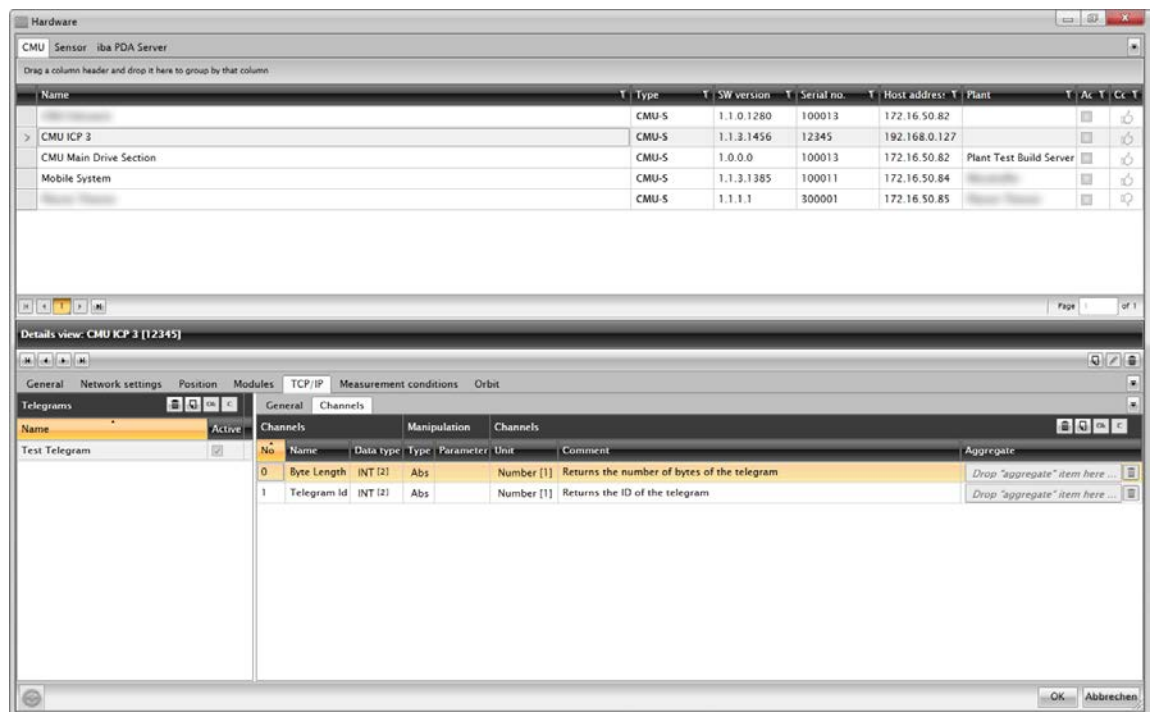 Hardware
CMU Sensor iba PDA Server
Drag a column header and drop it here to group by that column
Name Type SW version Serial no. Host address Plant Ac Cc
CMU-S 1.1.0.1280 100013 172.16.50.82
CMU ICP 3 CMU-S 1.1.3.1456 12345 192.168.0.127
CMU Main Drive Section CMU-S 1.0.0.0 100013 172.16.50.82 Plant Test Build Server
Mobile System CMU-S 1.1.3.1385 100011 172.16.50.84
CMU-S 1.1.1.1 300001 172.16.50.85
1 Page 1 of 1
Details view: CMU ICP 3 [12345]
General Network settings Position Modules TCP/IP Measurement conditions Orbit
Telegrams General Channels
Name Active Channels Manipulation Channels
Test Telegram No Name Data type Type Parameter Unit Comment Aggregate
0 Byte Length INT [2] Abs Number [1] Returns the number of bytes of the telegram Drop "aggregate" item here ...
1 Telegram Id INT [2] Abs Number [1] Returns the ID of the telegram Drop "aggregate" item here ...
OK Abbrechen